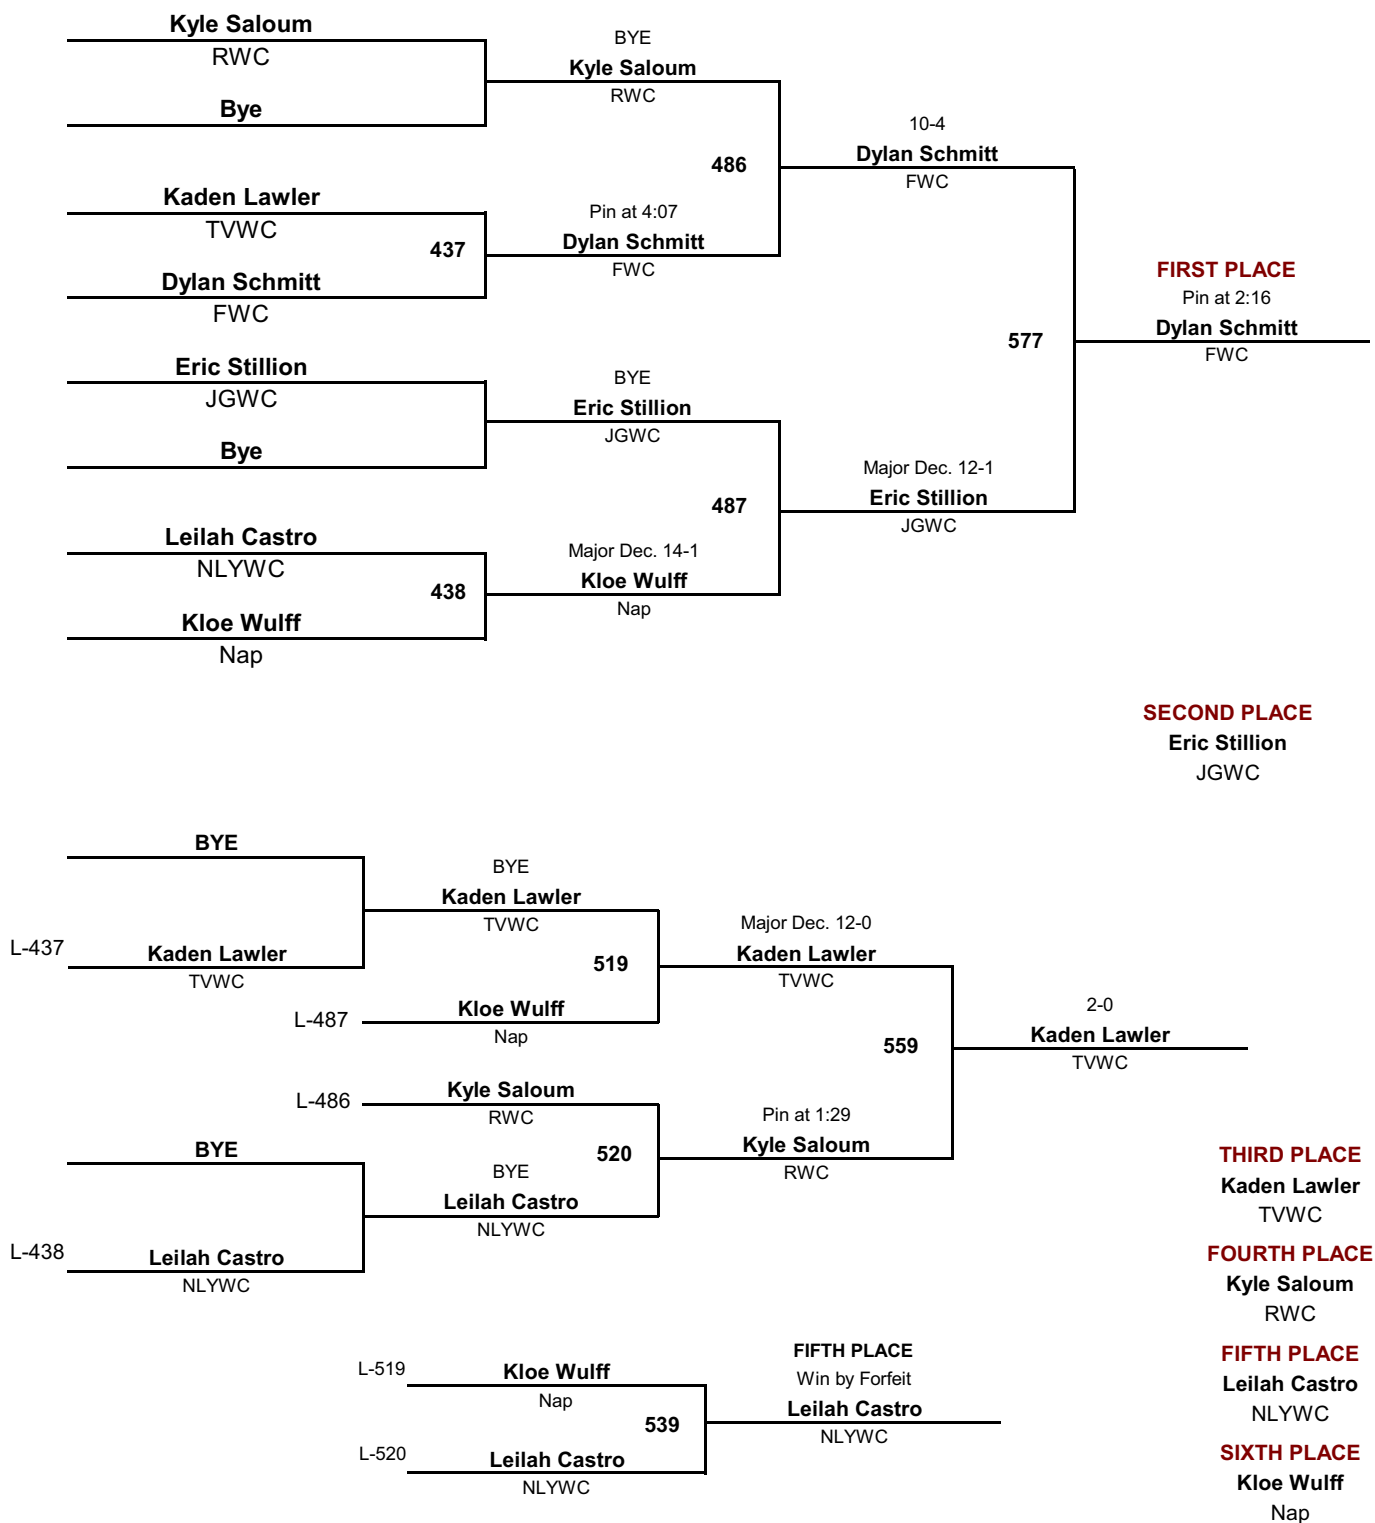 Kyle Saloum
RWC
Bye
BYE
Kyle Saloum
RWC
486
10-4
Dylan Schmitt
FWC
Kaden Lawler
TVWC
437
Dylan Schmitt
FWC
Pin at 4:07
Dylan Schmitt
FWC
577
FIRST PLACE
Pin at 2:16
Dylan Schmitt
FWC
Eric Stillion
JGWC
Bye
BYE
Eric Stillion
JGWC
487
Major Dec. 12-1
Eric Stillion
JGWC
Leilah Castro
NLYWC
438
Kloe Wulff
Nap
Major Dec. 14-1
Kloe Wulff
Nap
SECOND PLACE
Eric Stillion
JGWC
BYE
L-437
Kaden Lawler
TVWC
BYE
Kaden Lawler
TVWC
519
L-487
Kloe Wulff
Nap
Major Dec. 12-0
Kaden Lawler
TVWC
559
2-0
Kaden Lawler
TVWC
L-486
Kyle Saloum
RWC
520
Pin at 1:29
Kyle Saloum
RWC
BYE
BYE
Leilah Castro
NLYWC
L-438
Leilah Castro
NLYWC
THIRD PLACE
Kaden Lawler
TVWC
FOURTH PLACE
Kyle Saloum
RWC
L-519
Kloe Wulff
Nap
539
L-520
Leilah Castro
NLYWC
FIFTH PLACE
Win by Forfeit
Leilah Castro
NLYWC
FIFTH PLACE
Leilah Castro
NLYWC
SIXTH PLACE
Kloe Wulff
Nap